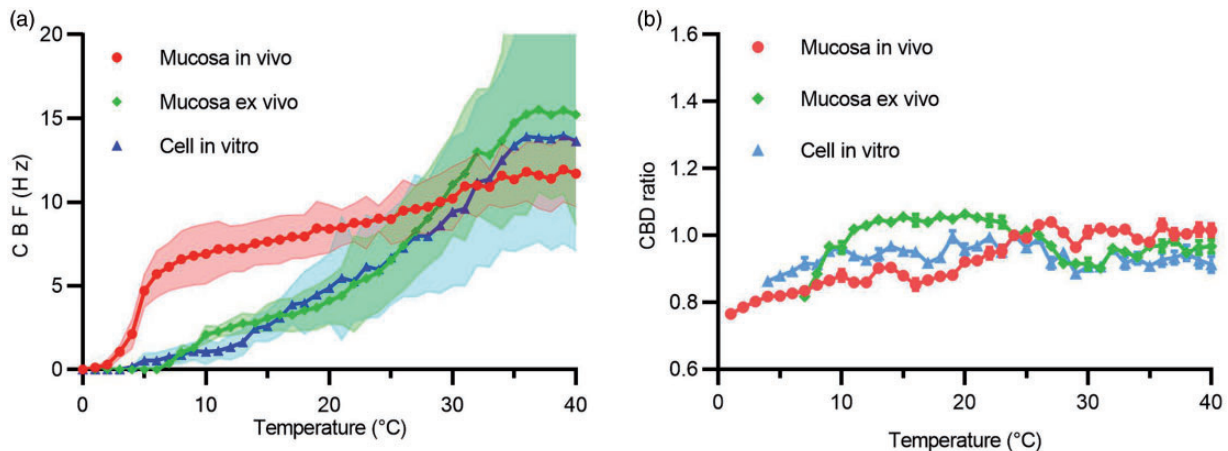 (a)
20
15
10
5
0
C B F (H z)
Mucosa in vivo
Mucosa ex vivo
Cell in vitro
0 10 20 30 40
Temperature (°C)
(b)
1.6
1.4
1.2
1.0
0.8
0.6
CBD ratio
Mucosa in vivo
Mucosa ex vivo
Cell in vitro
0 10 20 30 40
Temperature (°C)